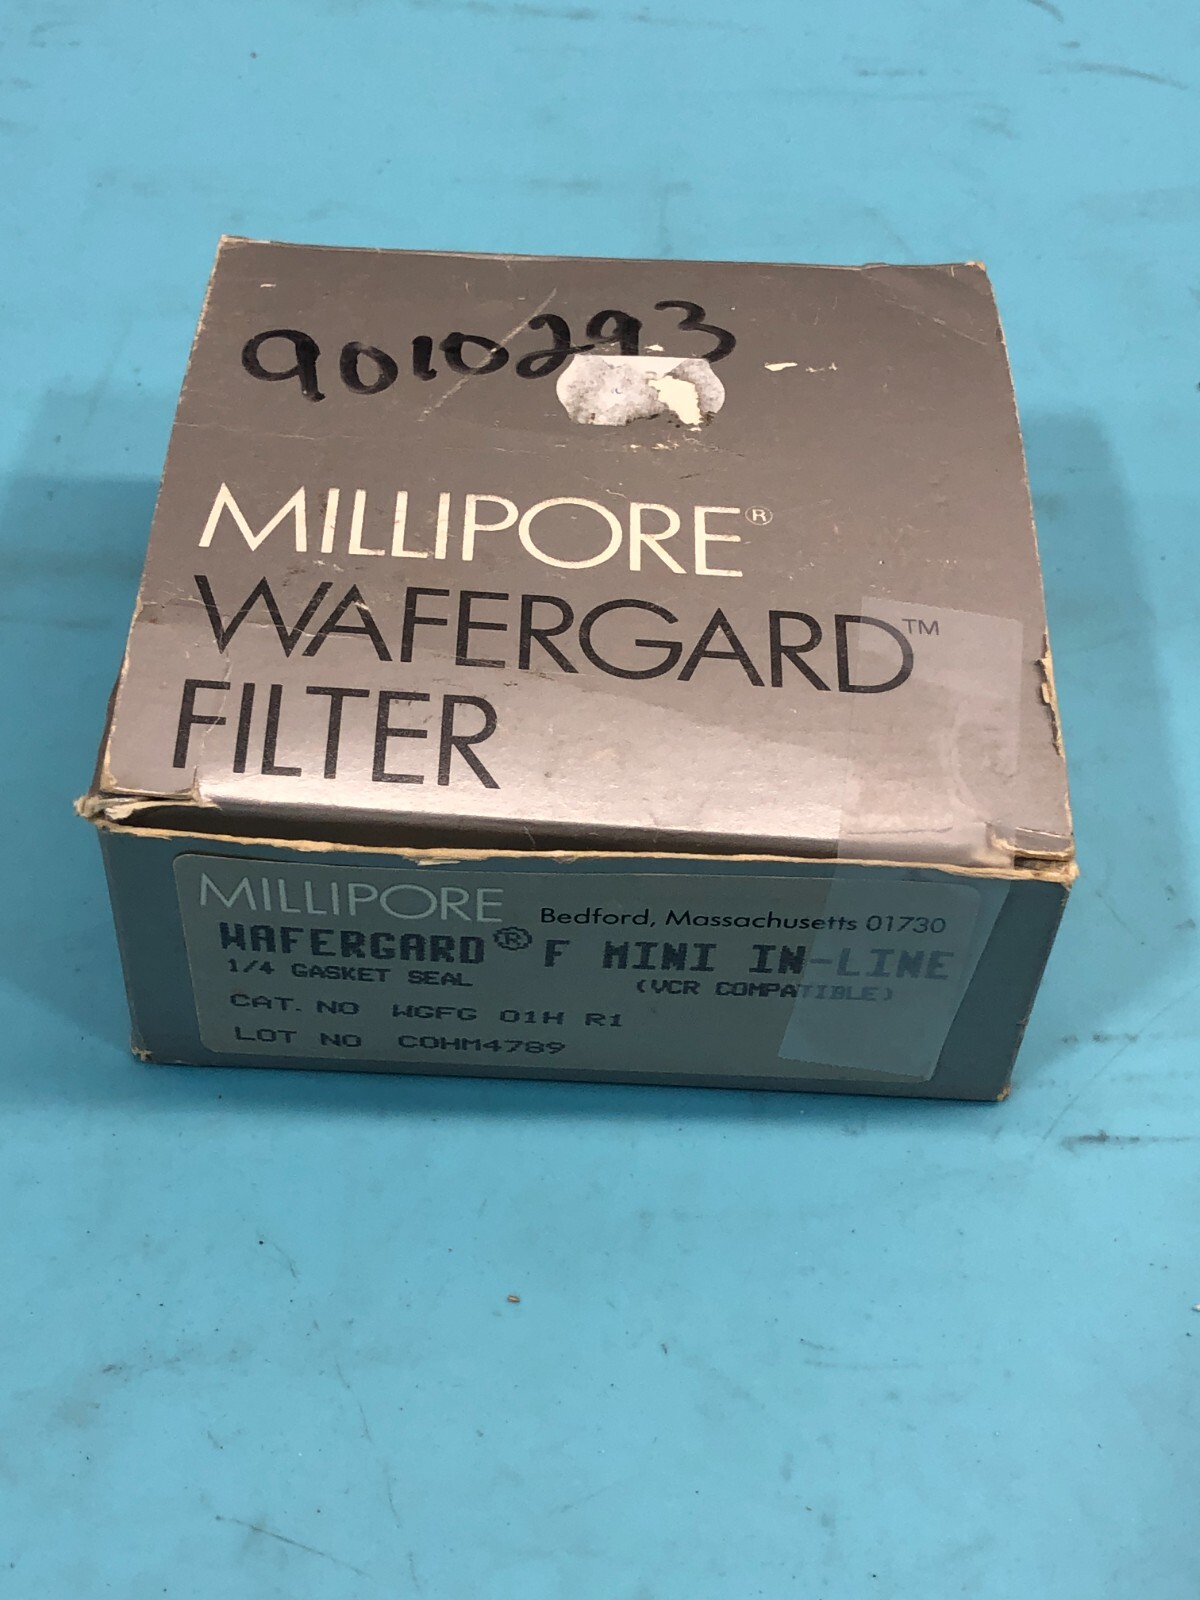 9010293
MILLIPORE®
WAFERGARD™
FILTER
MILLIPORE Bedford, Massachusetts 01730
WAFERGARD® F MINI IN-LINE
1/4 GASKET SEAL (VCR COMPATIBLE)
CAT. NO WGFG 01H R1
LOT NO COHM4789